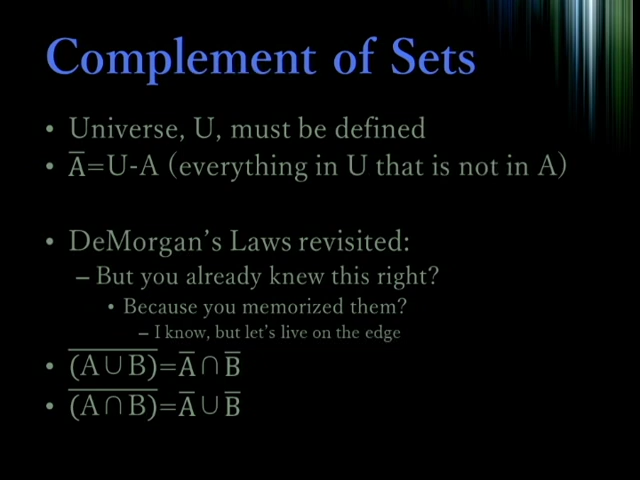 Complement of Sets
• Universe, U, must be defined
• A̅=U-A (everything in U that is not in A)
• DeMorgan's Laws revisited:
– But you already knew this right?
• Because you memorized them?
– I know, but let's live on the edge
• (A̅ ̅∪̅ ̅B̅)=A̅∩B̅
• (A̅ ̅∩̅ ̅B̅)=A̅∪B̅